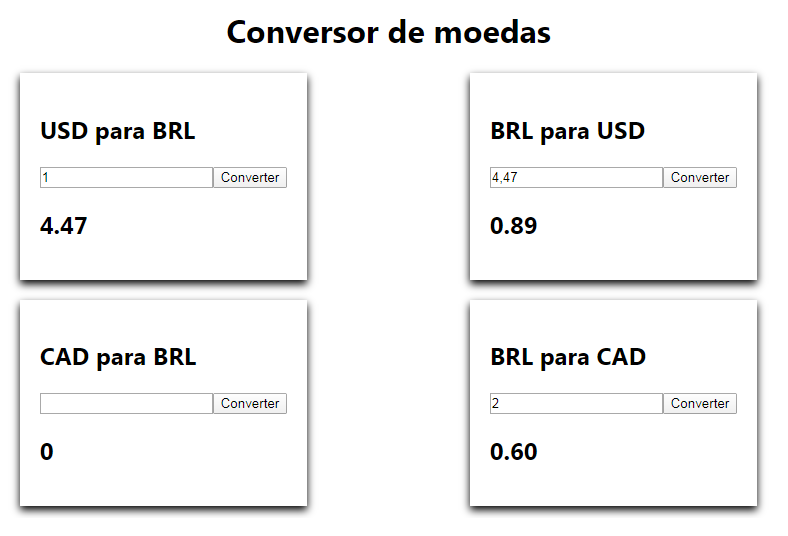 Conversor de moedas
USD para BRL
1
Converter
4.47
BRL para USD
4,47
Converter
0.89
CAD para BRL
Converter
0
BRL para CAD
2
Converter
0.60